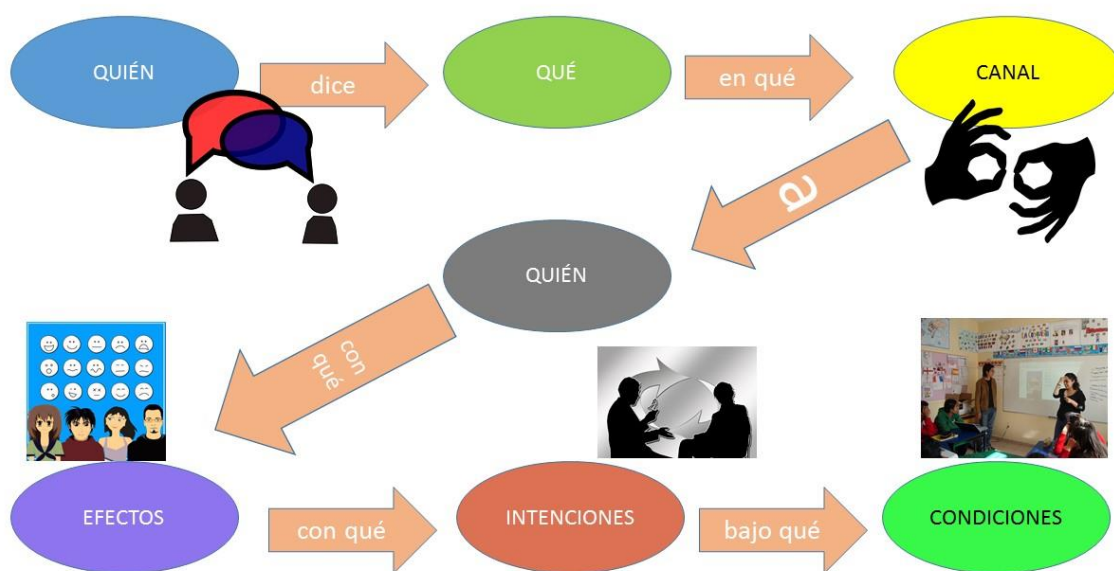 QUIÉN
dice
QUÉ
en qué
CANAL
a
QUIÉN
con
qué
EFECTOS
con qué
INTENCIONES
bajo qué
CONDICIONES